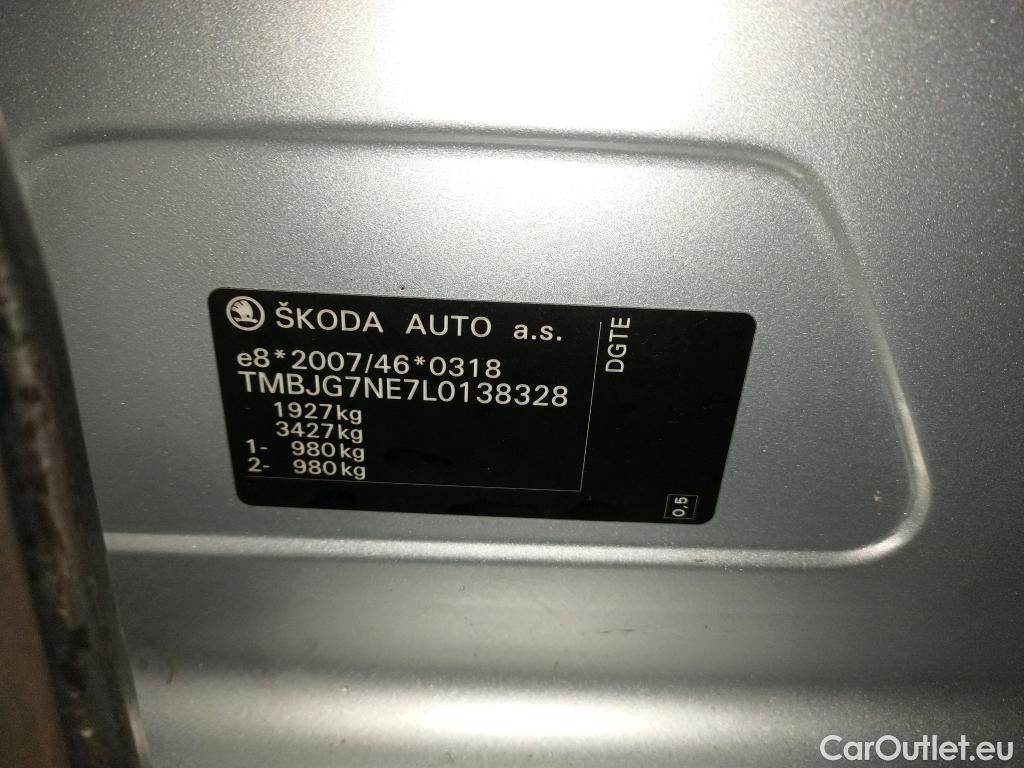 ŠKODA AUTO a.s.
e8*2007/46*0318
TMBJG7NE7L0138328
1927kg
3427kg
1- 980kg
2- 980kg
DGTE
0,5
CarOutlet.eu